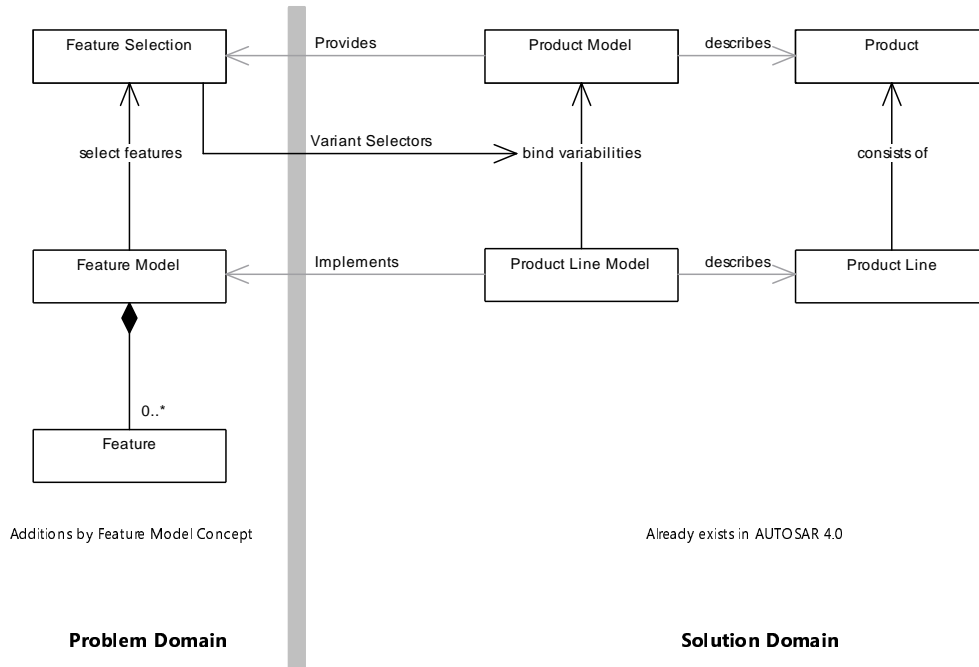 Feature Selection
Provides
Product Model
describes
Product
select features
Variant Selectors
bind variabilities
consists of
Feature Model
Implements
Product Line Model
describes
Product Line
0..*
Feature
Additions by Feature Model Concept
Already exists in AUTOSAR 4.0
Problem Domain
Solution Domain